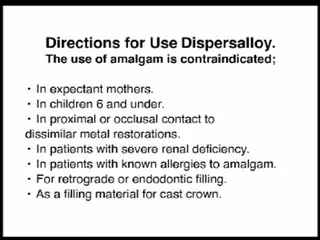 Directions for Use Dispersalloy.
The use of amalgam is contraindicated;
· In expectant mothers.
· In children 6 and under.
· In proximal or occlusal contact to
dissimilar metal restorations.
· In patients with severe renal deficiency.
· In patients with known allergies to amalgam.
· For retrograde or endodontic filling.
· As a filling material for cast crown.